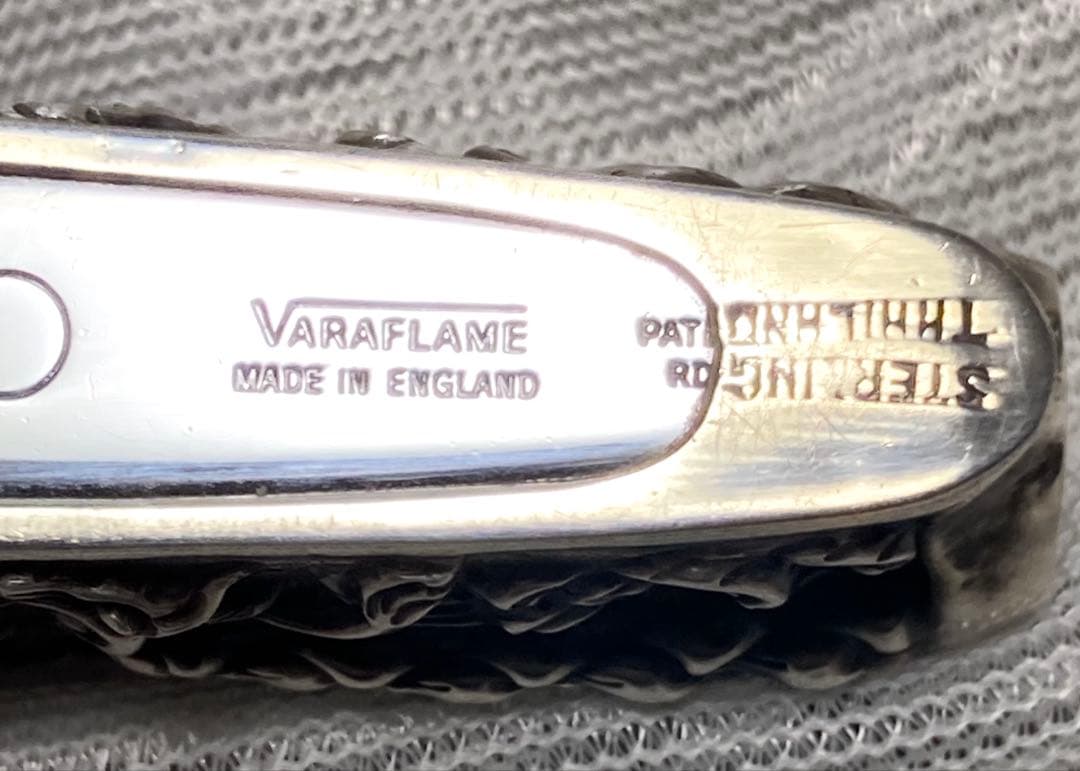 VARAFLAME
MADE IN ENGLAND
PAT
RD
STERLING
THAILAND